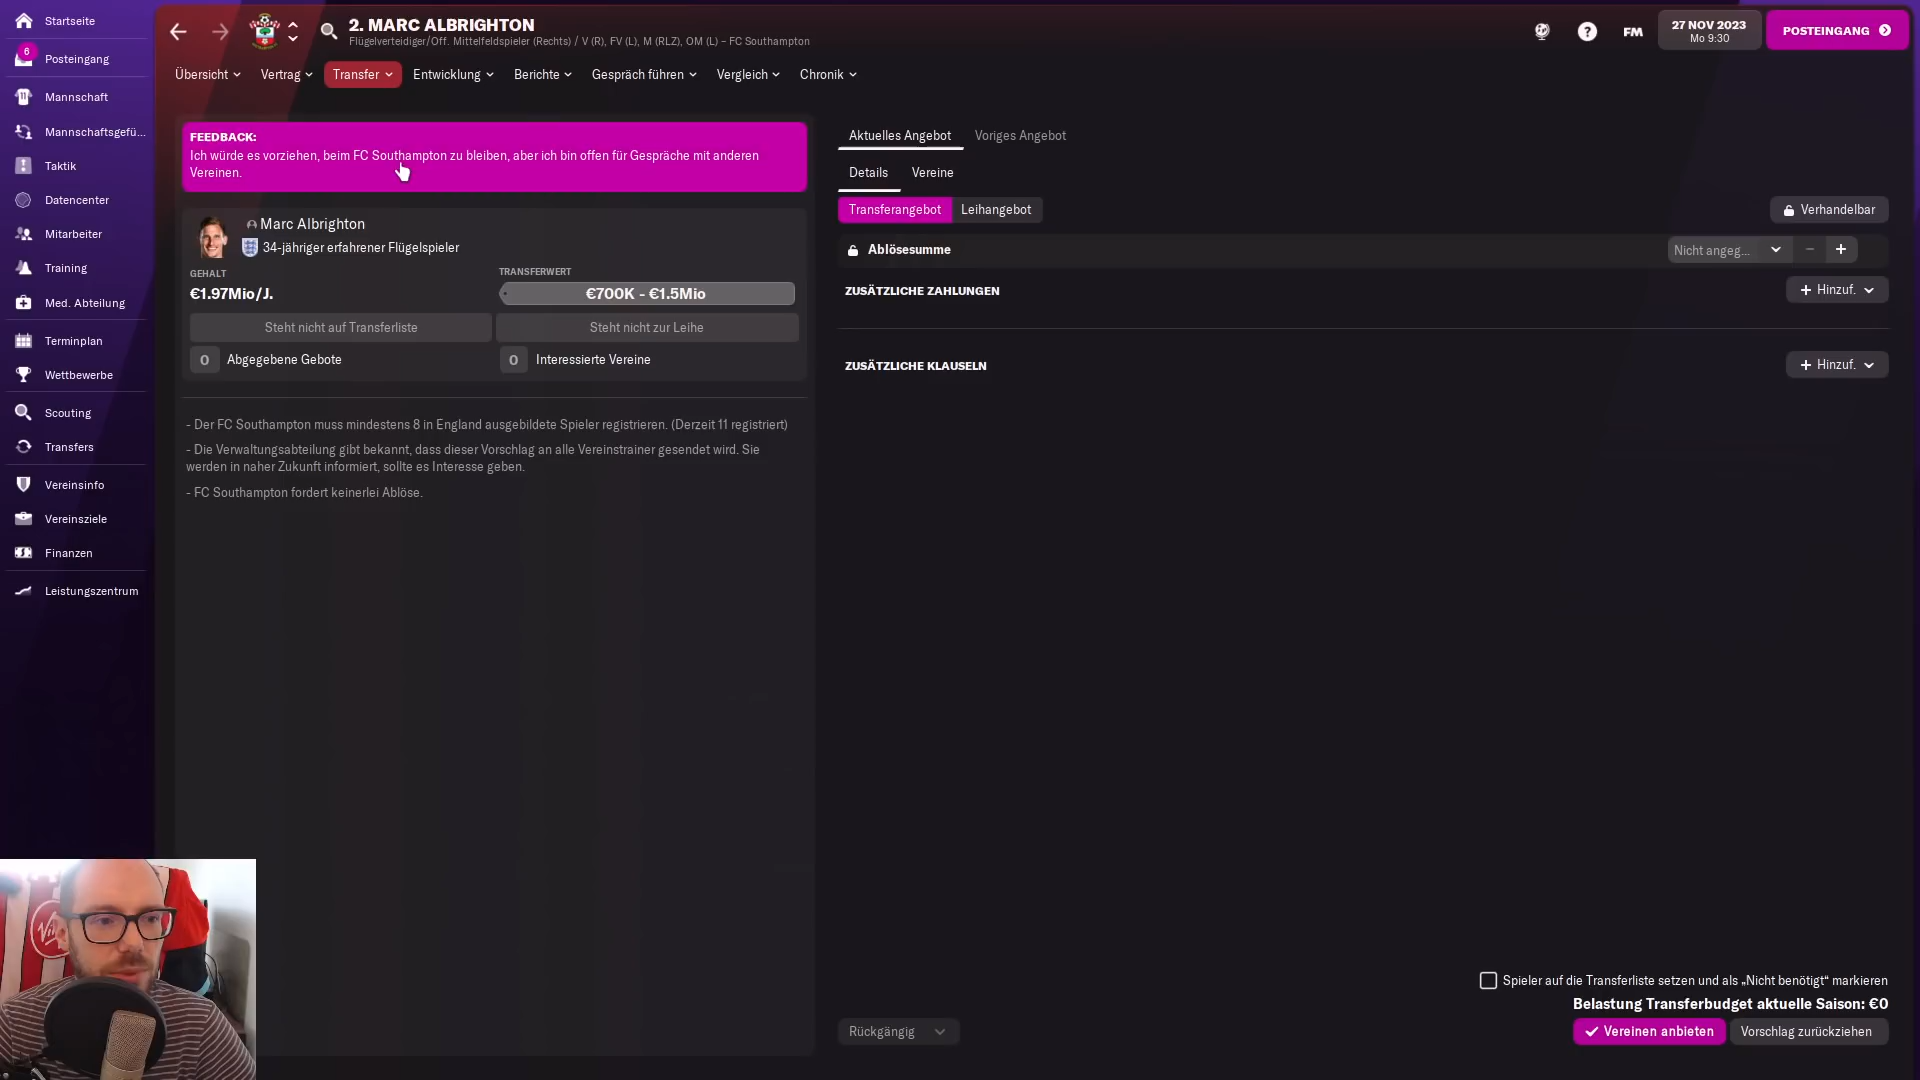 Startseite
6
Posteingang
Mannschaft
Mannschaftsgefü...
Taktik
Datencenter
Mitarbeiter
Training
Med. Abteilung
Terminplan
Wettbewerbe
Scouting
Transfers
Vereinsinfo
Vereinsziele
Finanzen
Leistungszentrum
2. MARC ALBRIGHTON
Flügelverteidiger/Off. Mittelfeldspieler (Rechts) / V (R), FV (L), M (RLZ), OM (L) – FC Southampton
FM
27 NOV 2023
Mo 9:30
POSTEINGANG
Übersicht
Vertrag
Transfer
Entwicklung
Berichte
Gespräch führen
Vergleich
Chronik
FEEDBACK:
Ich würde es vorziehen, beim FC Southampton zu bleiben, aber ich bin offen für Gespräche mit anderen
Vereinen.
Marc Albrighton
34-jähriger erfahrener Flügelspieler
GEHALT
€1.97Mio/J.
TRANSFERWERT
€700K - €1.5Mio
Steht nicht auf Transferliste
Steht nicht zur Leihe
0 Abgegebene Gebote
0 Interessierte Vereine
- Der FC Southampton muss mindestens 8 in England ausgebildete Spieler registrieren. (Derzeit 11 registriert)
- Die Verwaltungsabteilung gibt bekannt, dass dieser Vorschlag an alle Vereinstrainer gesendet wird. Sie
werden in naher Zukunft informiert, sollte es Interesse geben.
- FC Southampton fordert keinerlei Ablöse.
Aktuelles Angebot
Voriges Angebot
Details
Vereine
Transferangebot
Leihangebot
Verhandelbar
Ablösesumme
Nicht angeg...
ZUSÄTZLICHE ZAHLUNGEN
+ Hinzuf.
ZUSÄTZLICHE KLAUSELN
+ Hinzuf.
Spieler auf die Transferliste setzen und als „Nicht benötigt“ markieren
Belastung Transferbudget aktuelle Saison: €0
Rückgängig
Vereinen anbieten
Vorschlag zurückziehen